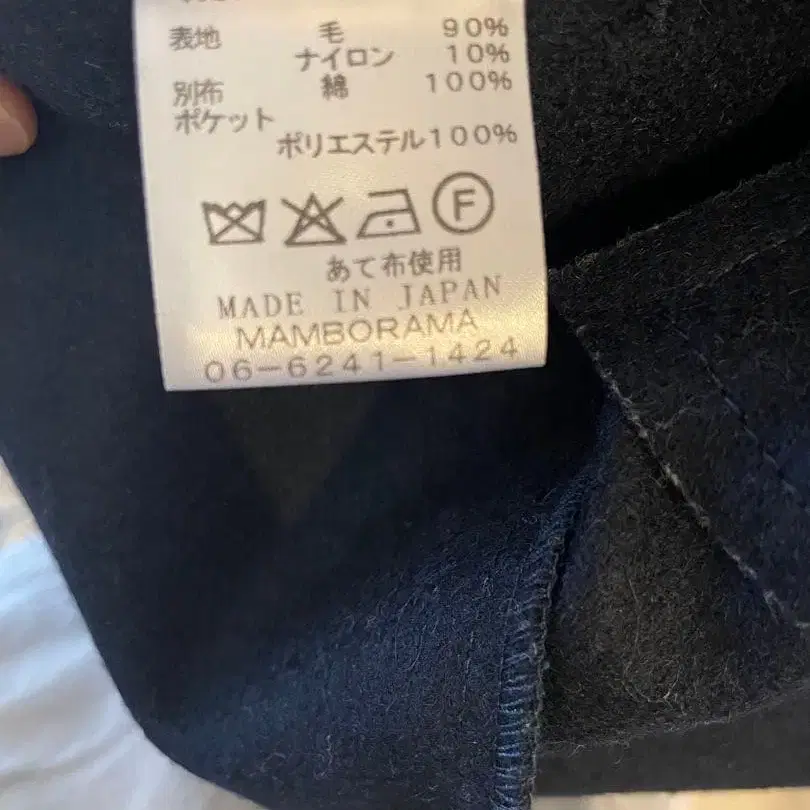 表地 毛 90%
ナイロン 10%
別布 綿 100%
ポケット
ポリエステル100%
F
あて布使用
MADE IN JAPAN
MAMBORAMA
06-6241-1424